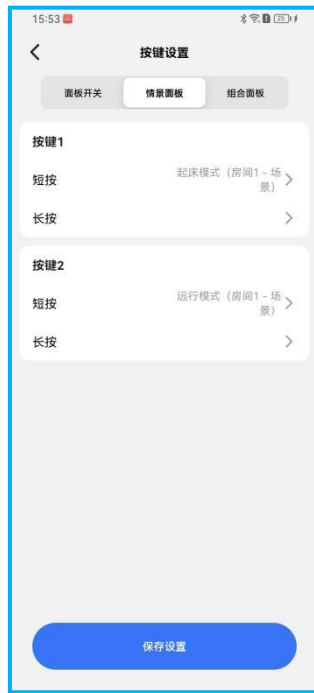 15:53
25
按键设置
面板开关 情景面板 组合面板
按键1
短按 起床模式（房间1 - 场
景）
长按
按键2
短按 远行模式（房间1 - 场
景）
长按
保存设置